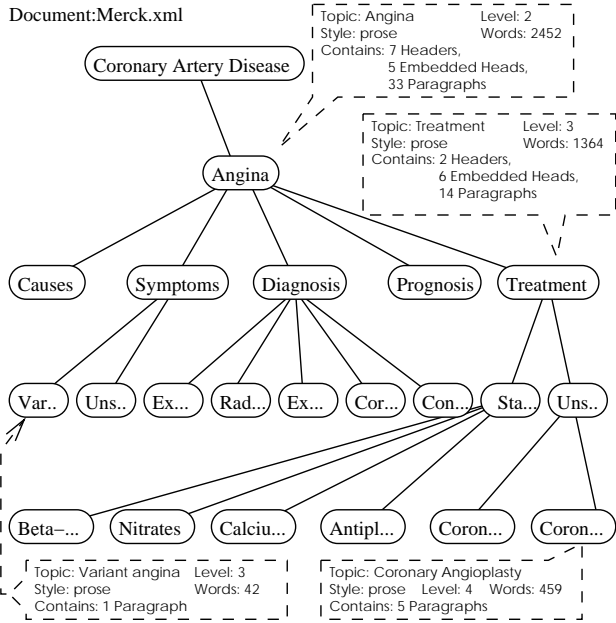 Document:Merck.xml
Topic: Angina Level: 2
Style: prose Words: 2452
Contains: 7 Headers,
5 Embedded Heads,
33 Paragraphs
Coronary Artery Disease
Topic: Treatment Level: 3
Style: prose Words: 1364
Contains: 2 Headers,
6 Embedded Heads,
14 Paragraphs
Angina
Causes Symptoms Diagnosis Prognosis Treatment
Var.. Uns.. Ex... Rad... Ex... Cor... Con... Sta... Uns..
Beta−... Nitrates Calciu... Antipl... Coron... Coron...
Topic: Variant angina Level: 3
Style: prose Words: 42
Contains: 1 Paragraph
Topic: Coronary Angioplasty
Style: prose Level: 4 Words: 459
Contains: 5 Paragraphs